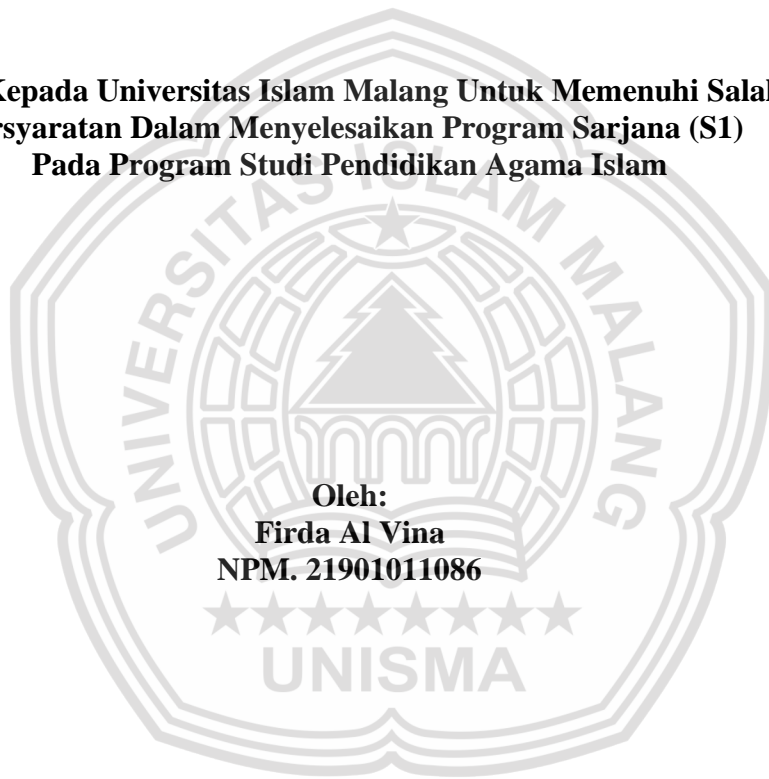 Kepada Universitas Islam Malang Untuk Memenuhi Salah
rsyaratan Dalam Menyelesaikan Program Sarjana (S1)
Pada Program Studi Pendidikan Agama Islam
UNIVERSITAS ISLAM MALANG
Oleh:
Firda Al Vina
NPM. 21901011086
UNISMA